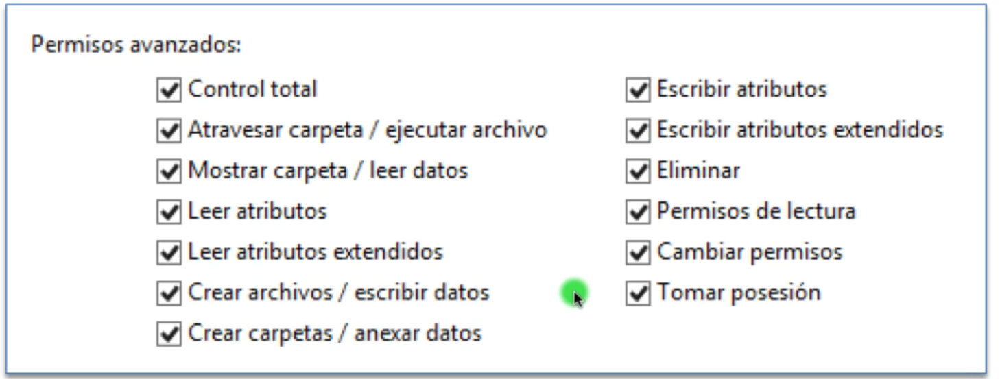 Permisos avanzados:
Control total
Atravesar carpeta / ejecutar archivo
Mostrar carpeta / leer datos
Leer atributos
Leer atributos extendidos
Crear archivos / escribir datos
Crear carpetas / anexar datos
Escribir atributos
Escribir atributos extendidos
Eliminar
Permisos de lectura
Cambiar permisos
Tomar posesión